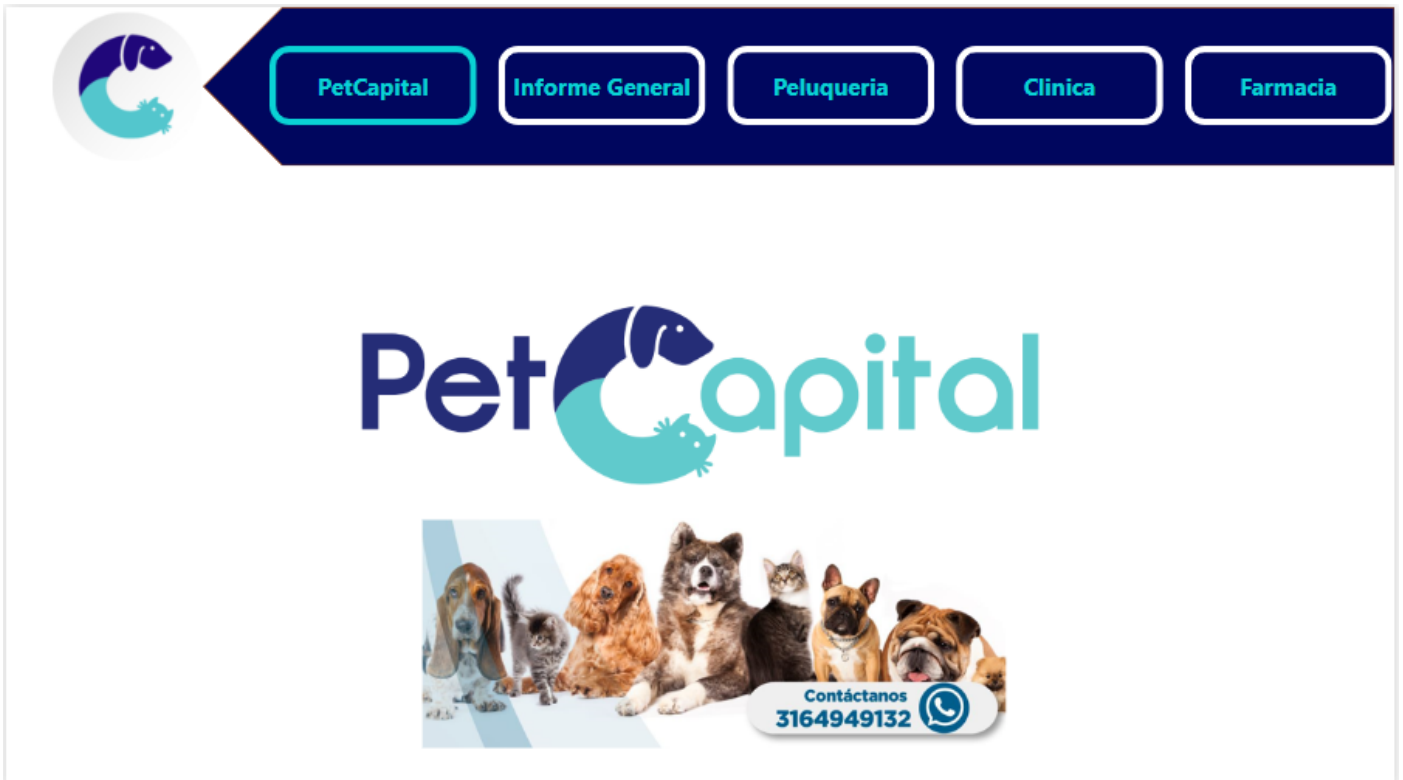 PetCapital
Informe General
Peluqueria
Clinica
Farmacia
PetCapital
Contáctanos
3164949132